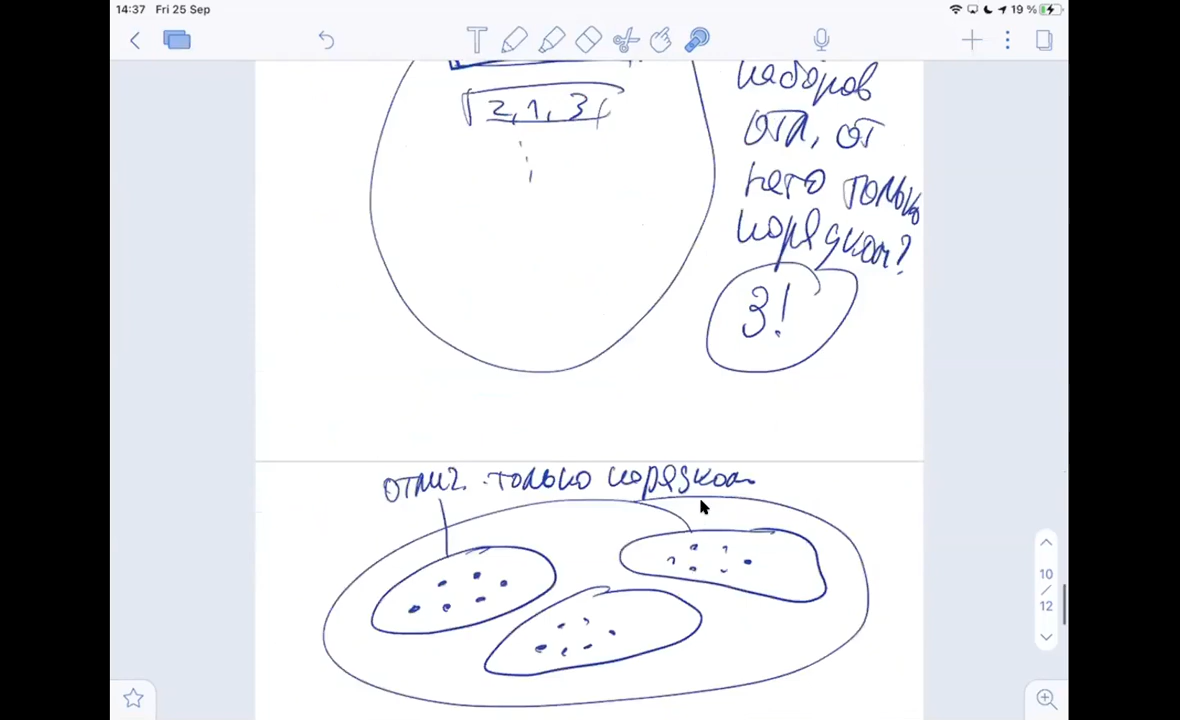 14:37 Fri 25 Sep
19 %
T
2, 1, 3
наборов
отл, от
него только
порядком?
3!
10
/
12
отлич. только порядком